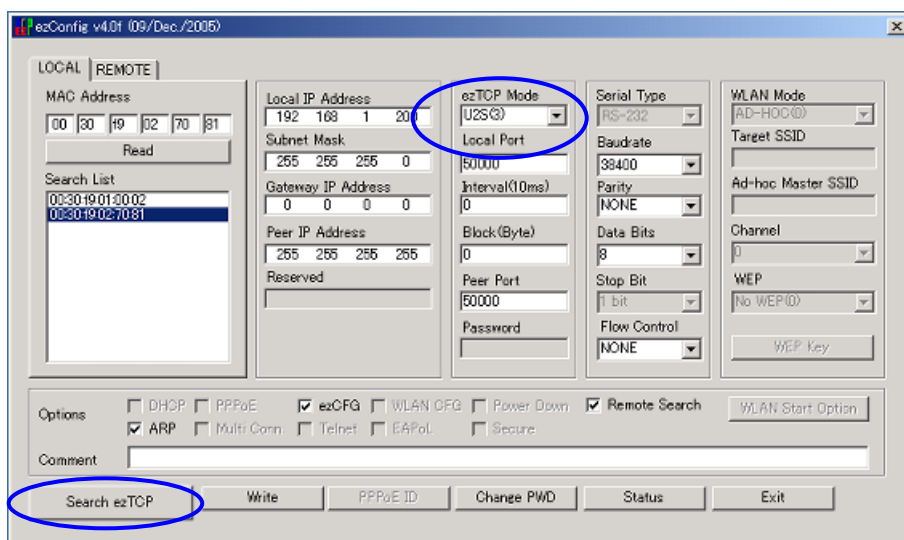 ezConfig v4.0f (09/Dec./2005)
LOCAL REMOTE
MAC Address
00 30 f9 02 70 81
Read
Search List
00:30:f9:01:00:02
00:30:f9:02:70:81
Local IP Address
192 168 1 200
Subnet Mask
255 255 255 0
Gateway IP Address
0 0 0 0
Peer IP Address
255 255 255 255
Reserved
ezTCP Mode
U2S(3)
Local Port
50000
Interval(10ms)
0
Block(Byte)
0
Peer Port
50000
Password
Serial Type
RS-232
Baudrate
38400
Parity
NONE
Data Bits
8
Stop Bit
1 bit
Flow Control
NONE
WLAN Mode
AD-HOC(0)
Target SSID
Ad-hoc Master SSID
Channel
0
WEP
No WEP(0)
WEP Key
Options DHCP PPPoE ezCFG WLAN CFG Power Down Remote Search WLAN Start Option
ARP Multi Conn. Telnet EAPoL Secure
Comment
Search ezTCP Write PPPoE ID Change PWD Status Exit